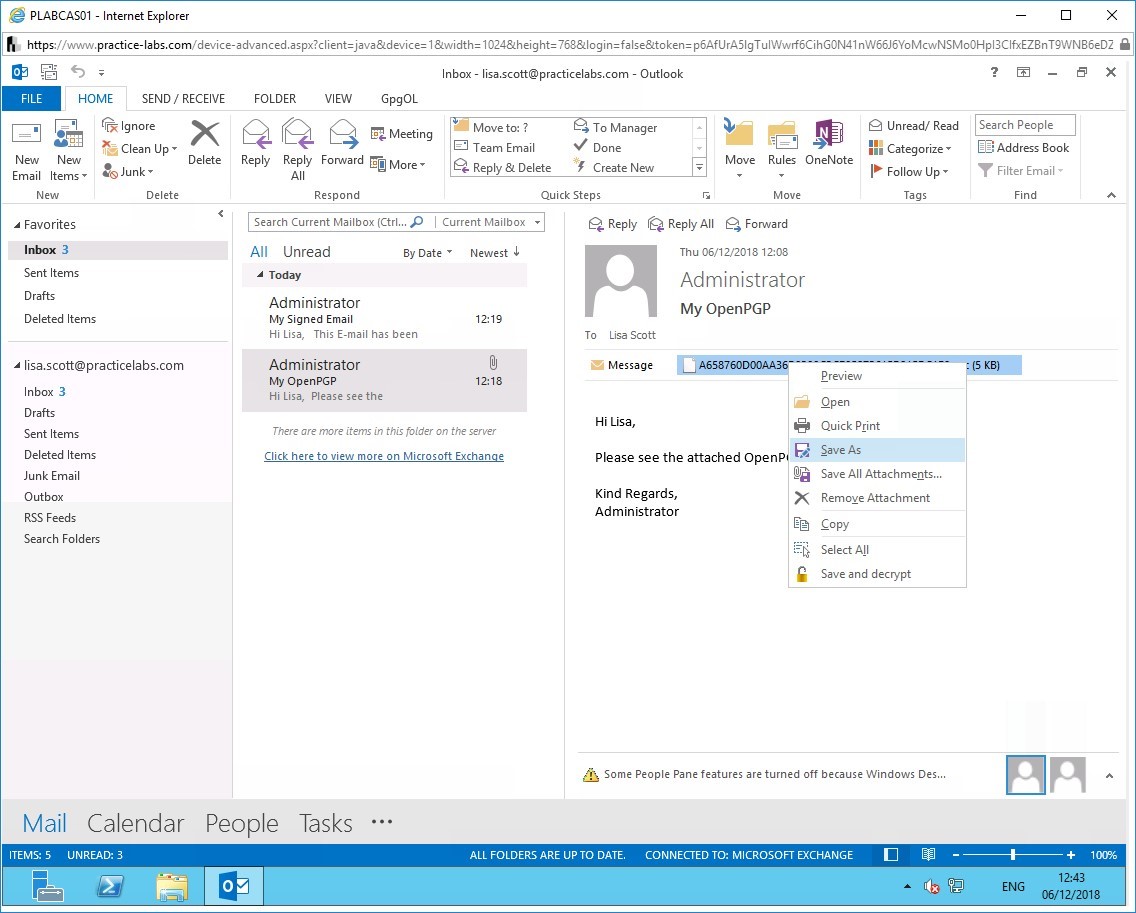 PLABCAS01 - Internet Explorer
https://www.practice-labs.com/device-advanced.aspx?client=java&device=1&width=1024&height=768&login=false&token=
Inbox - lisa.scott@practicelabs.com - Outlook
?
FILE HOME SEND / RECEIVE FOLDER VIEW GpgOL
New Email
New Items
New
Ignore
Clean Up
Junk
Delete
Delete
Reply
Reply All
Forward
Meeting
More
Respond
Move to: ?
Team Email
Reply & Delete
To Manager
Done
Create New
Quick Steps
Move
Rules
OneNote
Move
Unread/ Read
Categorize
Follow Up
Tags
Search People
Address Book
Filter Email
Find
Favorites
Inbox 3
Sent Items
Drafts
Deleted Items
lisa.scott@practicelabs.com
Inbox 3
Drafts
Sent Items
Deleted Items
Junk Email
Outbox
RSS Feeds
Search Folders
Search Current Mailbox (Ctrl... Current Mailbox
All Unread By Date Newest
Today
Administrator
My Signed Email 12:19
Hi Lisa, This E-mail has been
Administrator
My OpenPGP 12:18
Hi Lisa, Please see the
There are more items in this folder on the server
Click here to view more on Microsoft Exchange
Reply Reply All Forward
Thu 06/12/2018 12:08
Administrator
My OpenPGP
To Lisa Scott
Message (5 KB)
Hi Lisa,
Please see the attached
Kind Regards,
Administrator
Preview
Open
Quick Print
Save As
Save All Attachments...
Remove Attachment
Copy
Select All
Save and decrypt
Some People Pane features are turned off because Windows Des...
Mail Calendar People Tasks •••
ITEMS: 5 UNREAD: 3 ALL FOLDERS ARE UP TO DATE. CONNECTED TO: MICROSOFT EXCHANGE 100%
ENG
12:43
06/12/2018